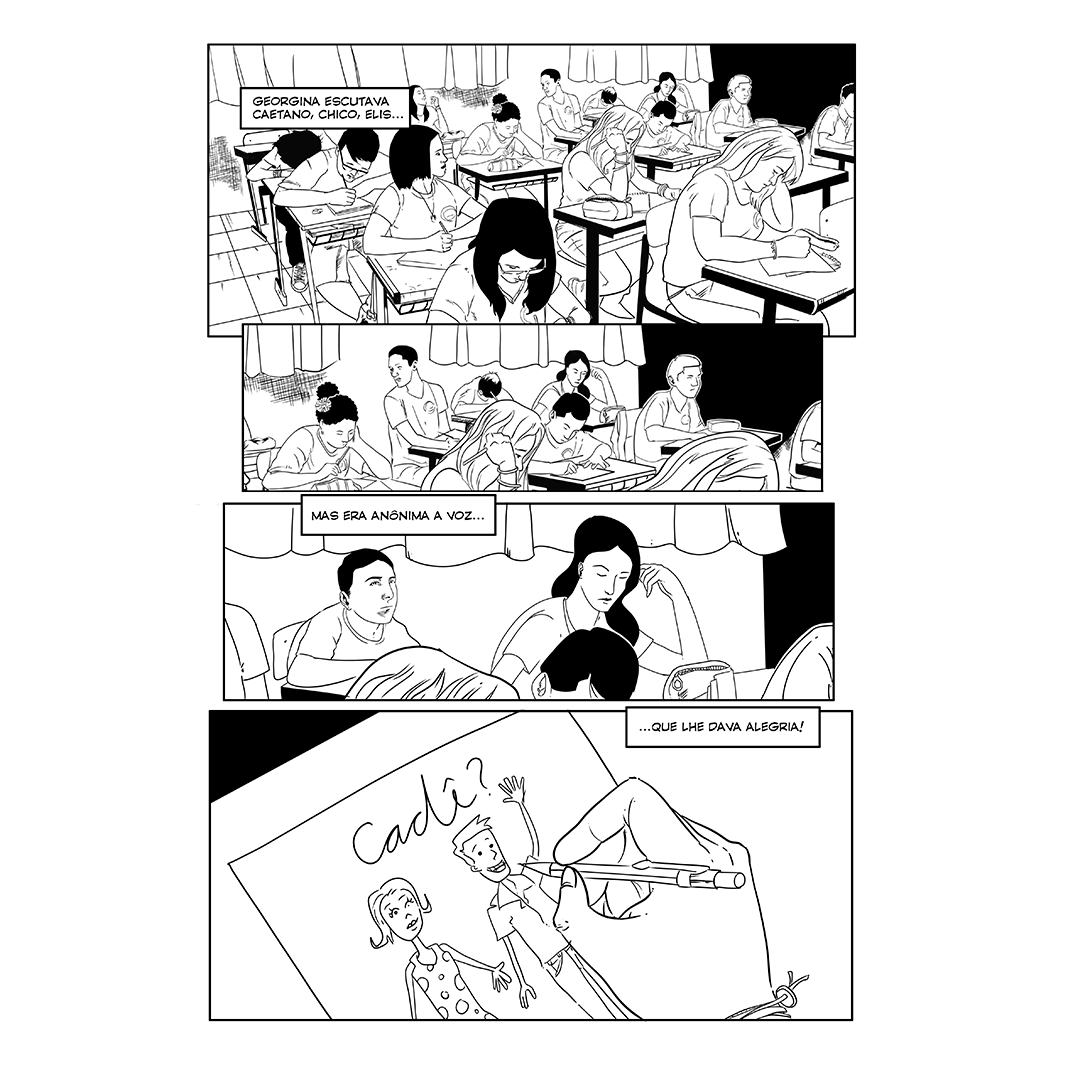 GEORGINA ESCUTAVA
CAETANO, CHICO, ELIS...
MAS ERA ANÔNIMA A VOZ...
...QUE LHE DAVA ALEGRIA!
Cadê?